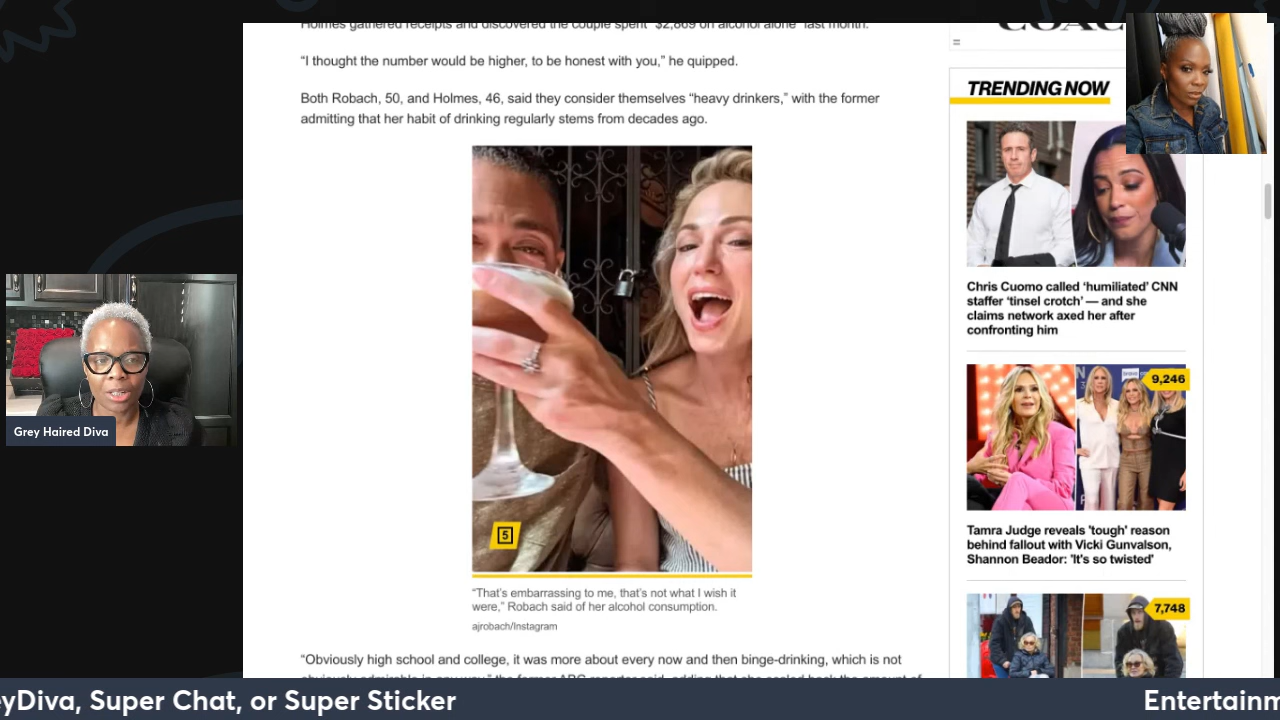 Holmes gathered receipts and discovered the couple spent “$2,869 on alcohol alone” last month.
“I thought the number would be higher, to be honest with you,” he quipped.
Both Robach, 50, and Holmes, 46, said they consider themselves “heavy drinkers,” with the former
admitting that her habit of drinking regularly stems from decades ago.
5
“That’s embarrassing to me, that’s not what I wish it
were,” Robach said of her alcohol consumption.
ajrobach/Instagram
“Obviously high school and college, it was more about every now and then binge-drinking, which is not
TRENDING NOW
Chris Cuomo called ‘humiliated’ CNN
staffer ‘tinsel crotch’ — and she
claims network axed her after
confronting him
9,246
Tamra Judge reveals 'tough' reason
behind fallout with Vicki Gunvalson,
Shannon Beador: 'It's so twisted'
7,748
Grey Haired Diva
eyDiva, Super Chat, or Super Sticker
Entertainm